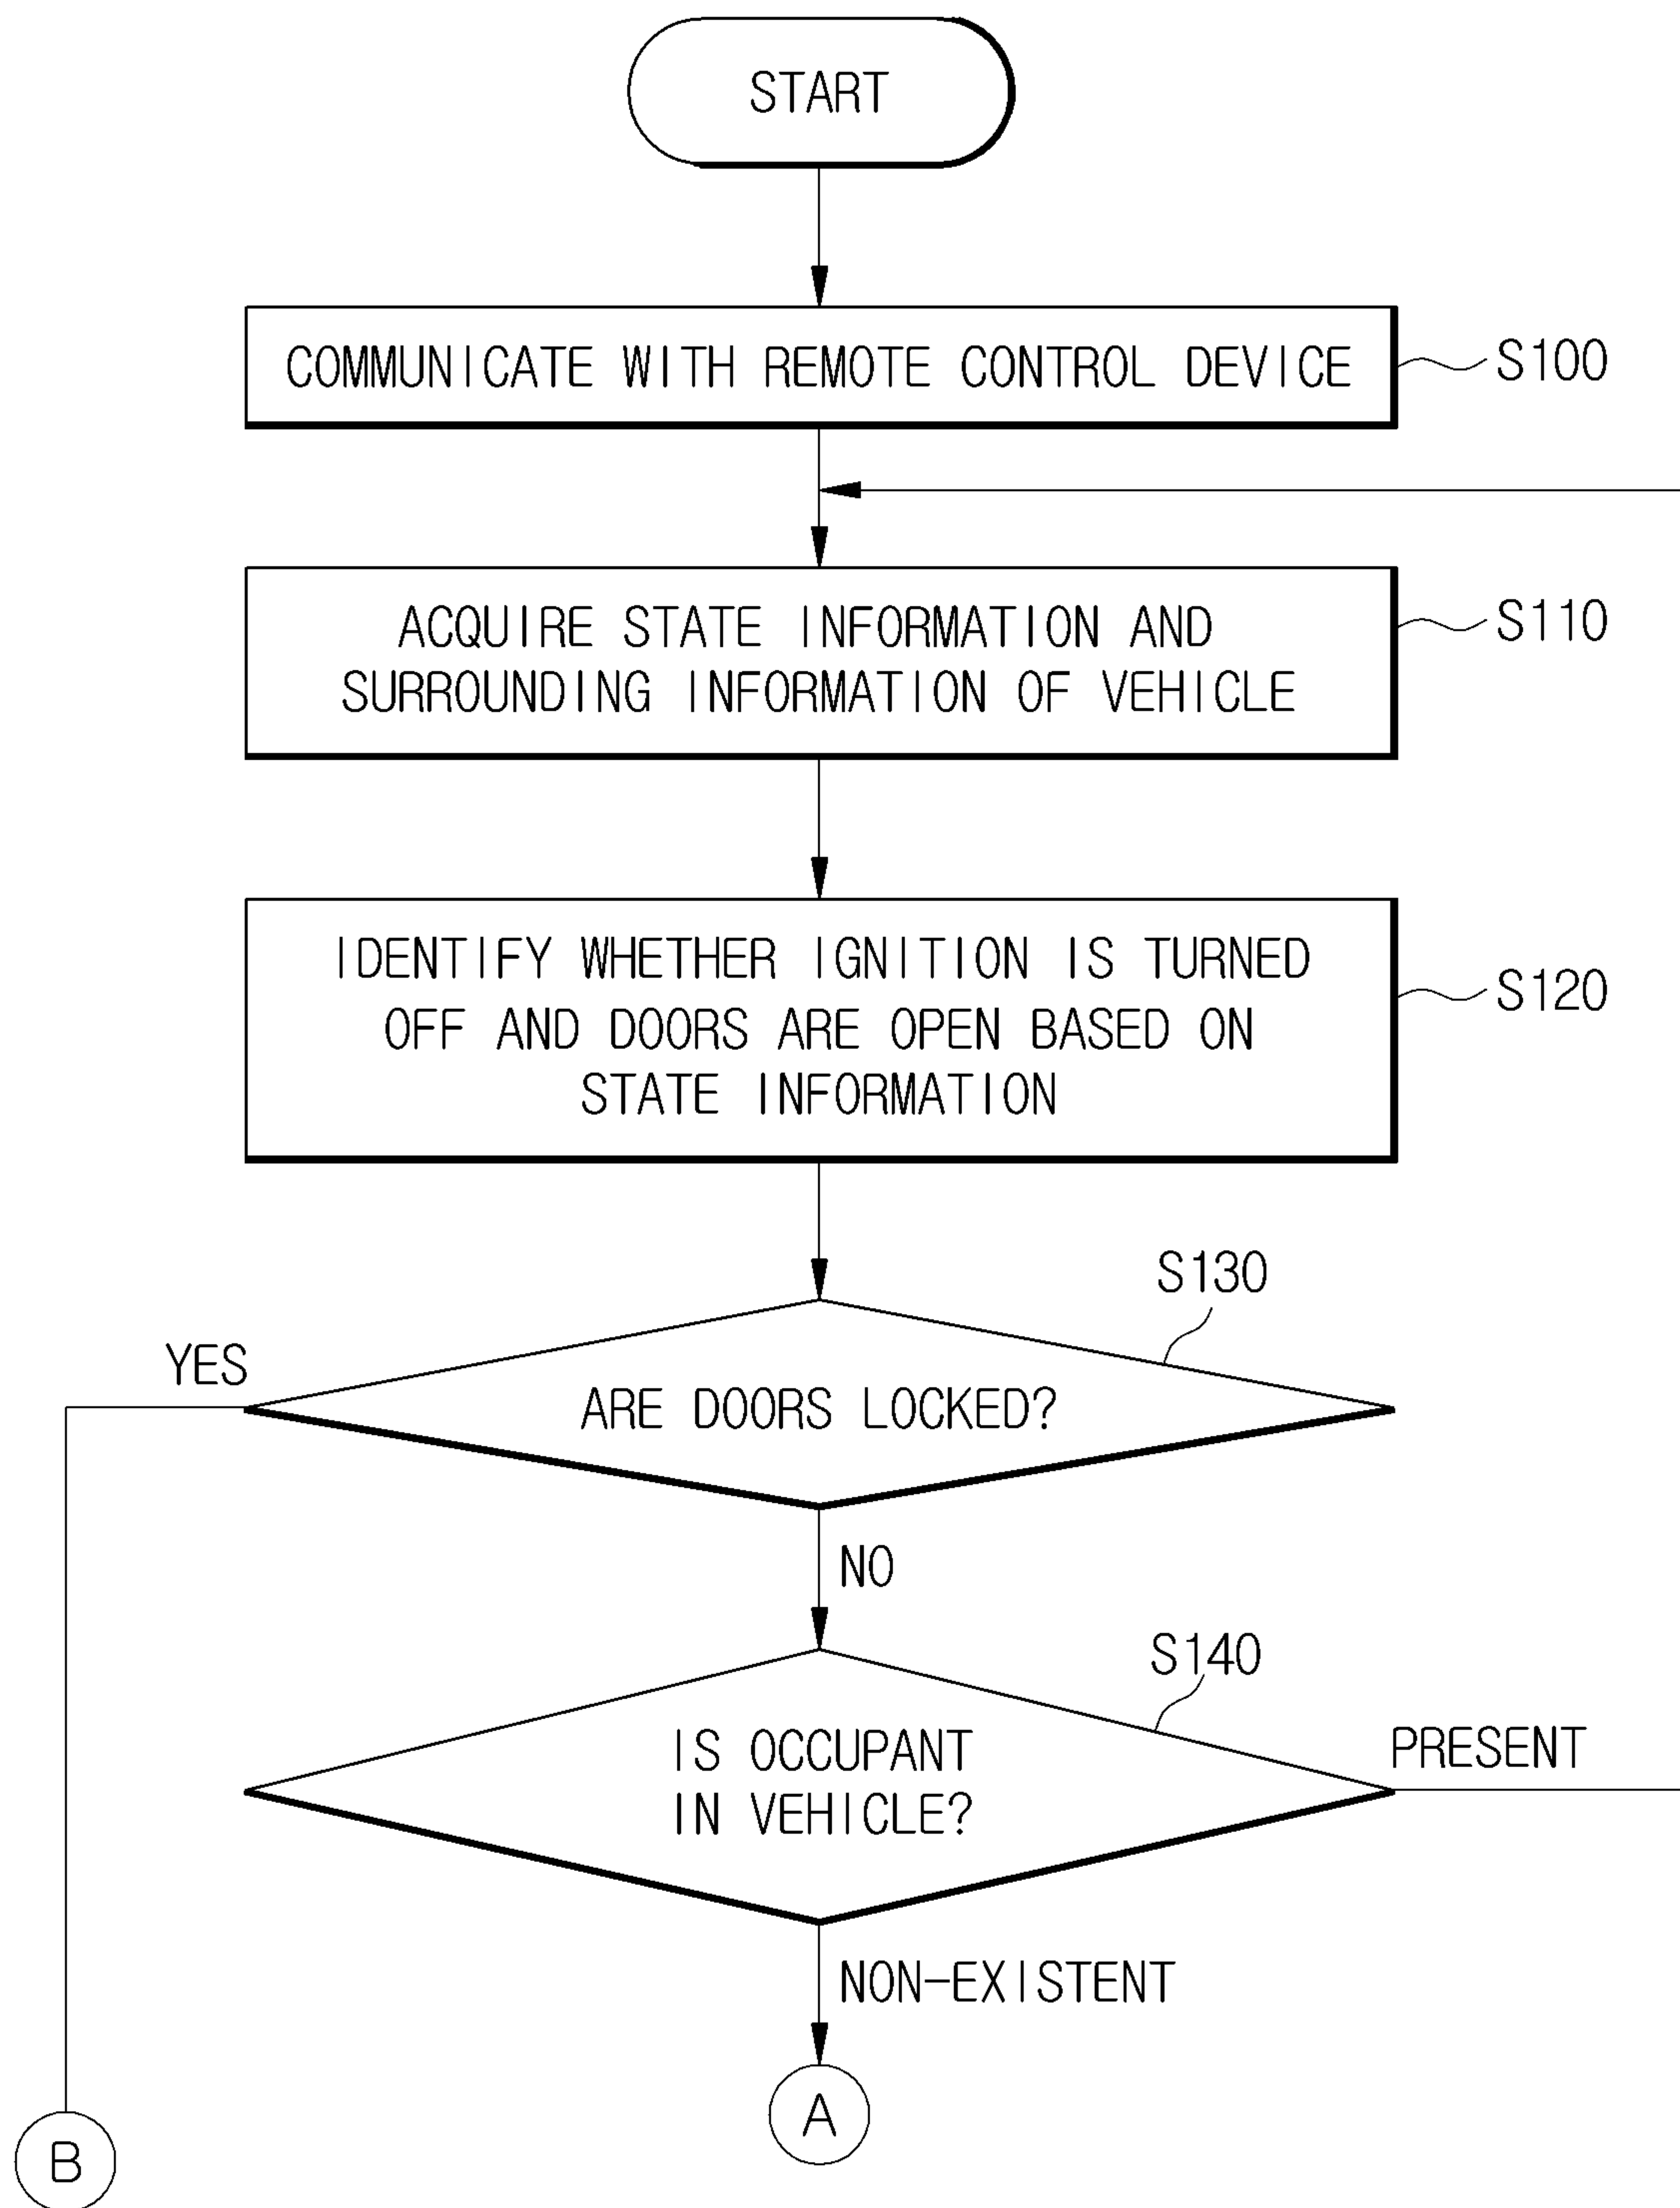 START
COMMUNICATE WITH REMOTE CONTROL DEVICE
S100
ACQUIRE STATE INFORMATION AND
SURROUNDING INFORMATION OF VEHICLE
S110
IDENTIFY WHETHER IGNITION IS TURNED
OFF AND DOORS ARE OPEN BASED ON
STATE INFORMATION
S120
S130
YES
ARE DOORS LOCKED?
NO
S140
IS OCCUPANT
IN VEHICLE?
PRESENT
NON-EXISTENT
A
B